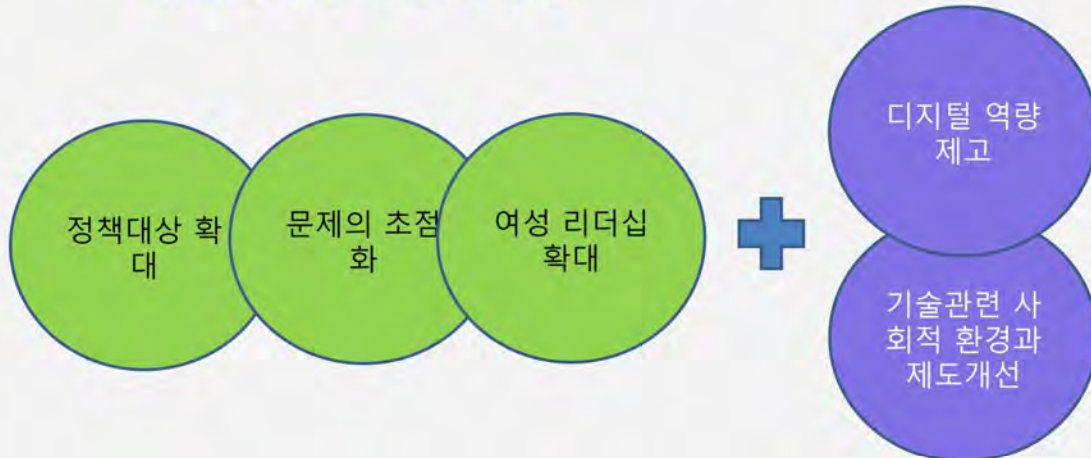 정책대상 확
대
문제의 초점
화
여성 리더십
확대
디지털 역량
제고
기술관련 사
회적 환경과
제도개선